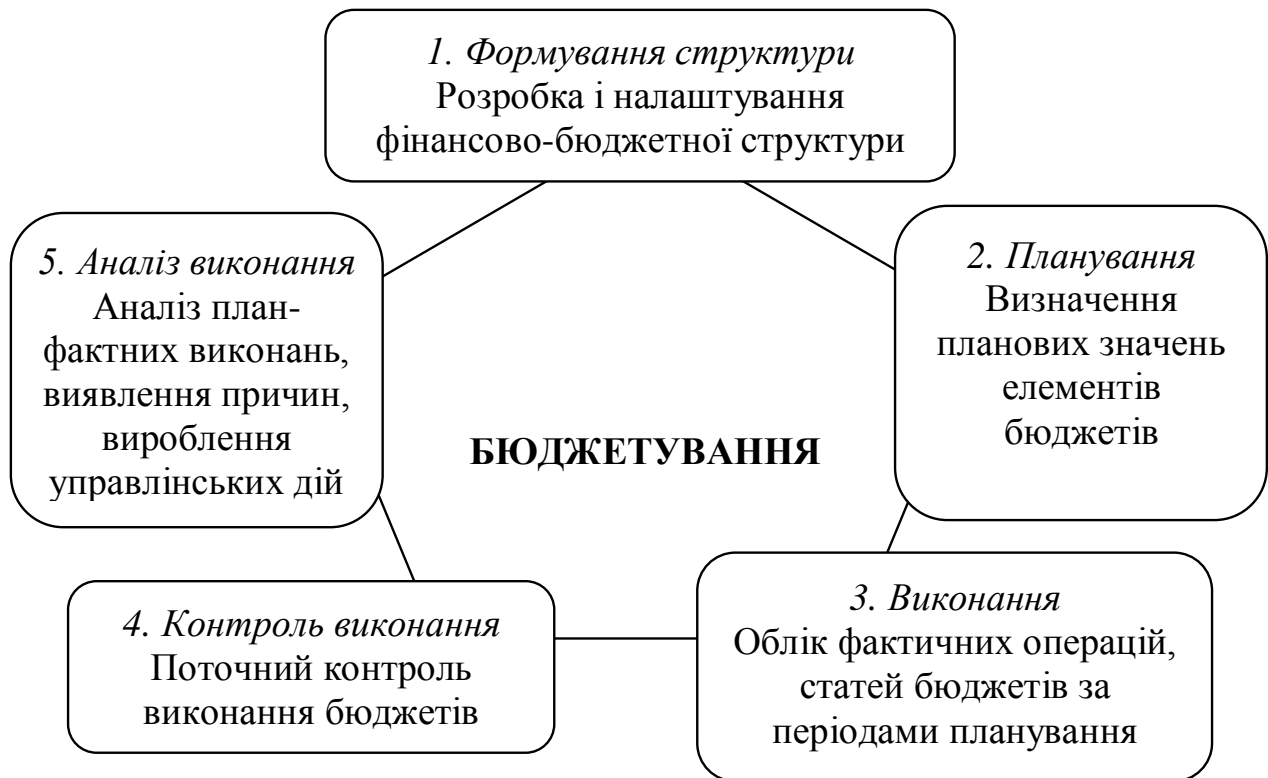 1. Формування структури
Розробка і налаштування
фінансово-бюджетної структури
5. Аналіз виконання
Аналіз план-
фактних виконань,
виявлення причин,
вироблення
управлінських дій
2. Планування
Визначення
планових значень
елементів
бюджетів
БЮДЖЕТУВАННЯ
4. Контроль виконання
Поточний контроль
виконання бюджетів
3. Виконання
Облік фактичних операцій,
статей бюджетів за
періодами планування